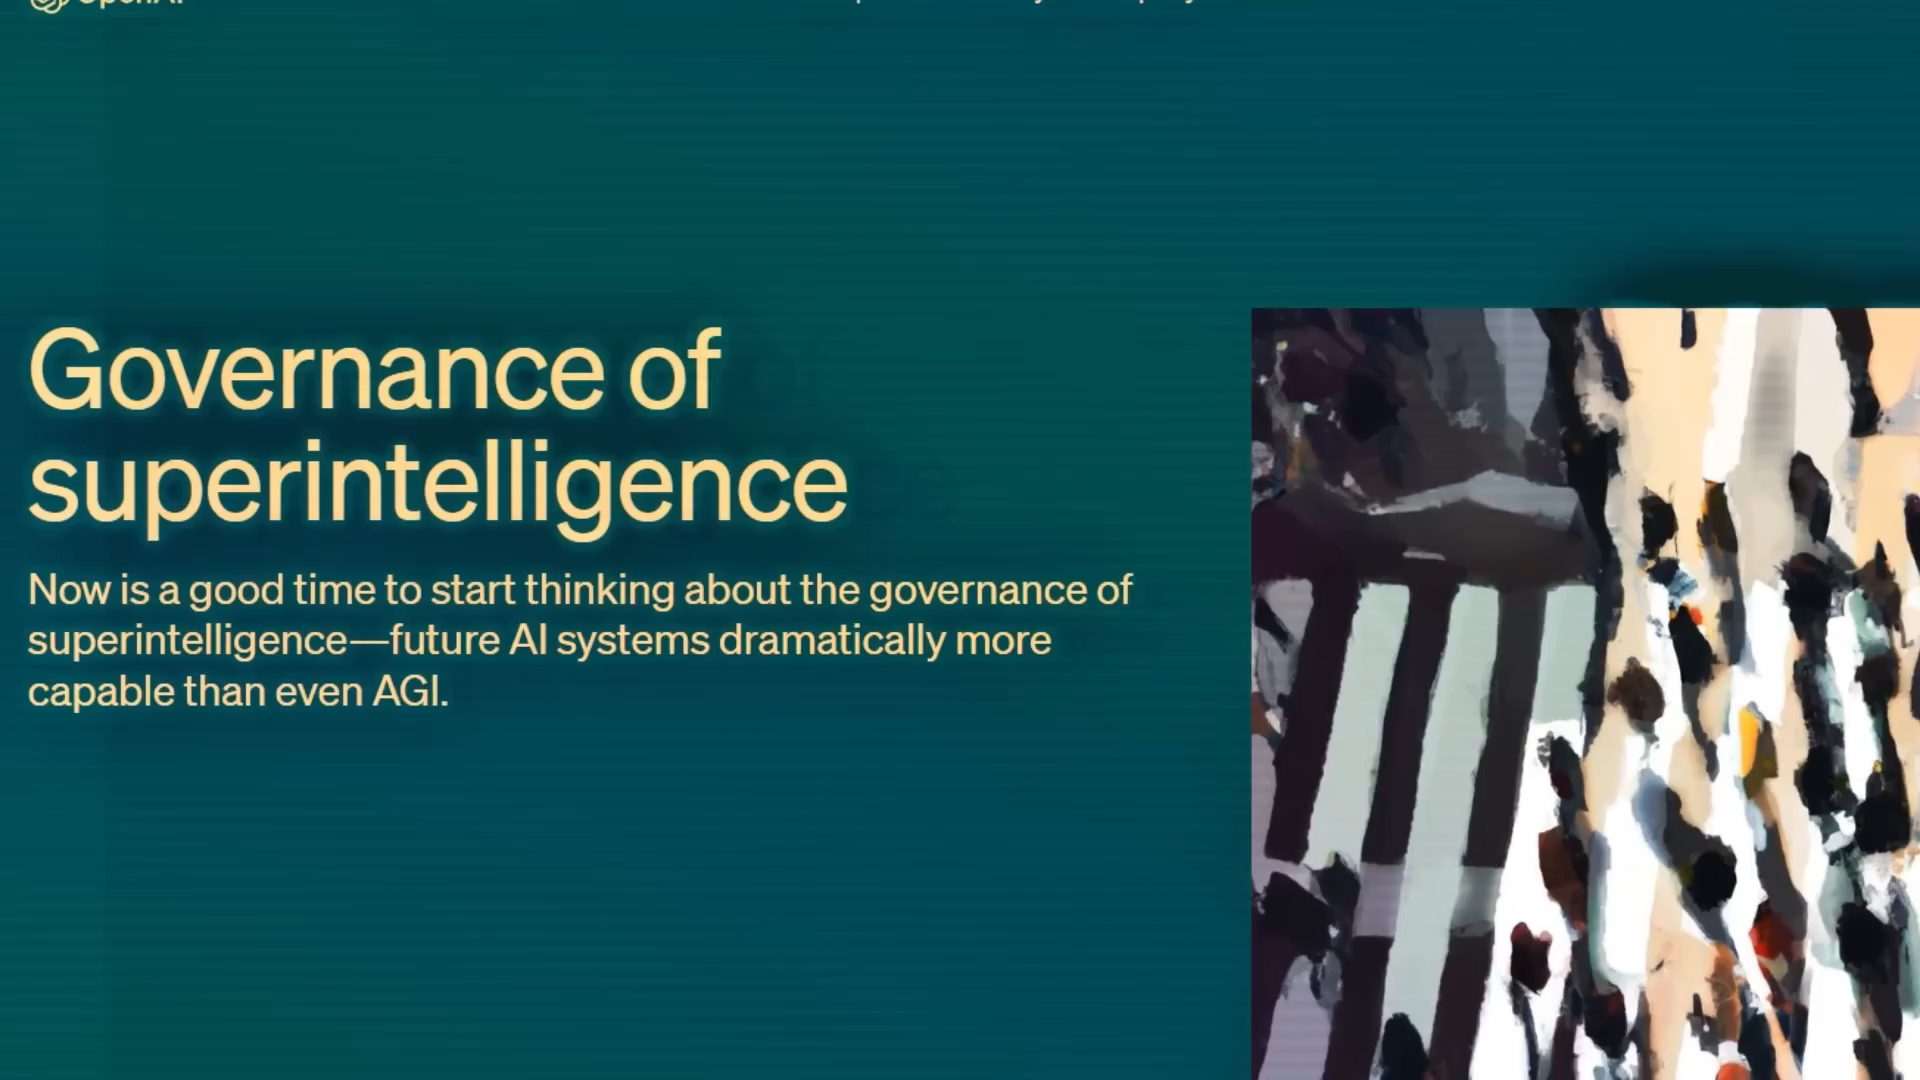 OpenAI
Governance of
superintelligence
Now is a good time to start thinking about the governance of
superintelligence—future AI systems dramatically more
capable than even AGI.